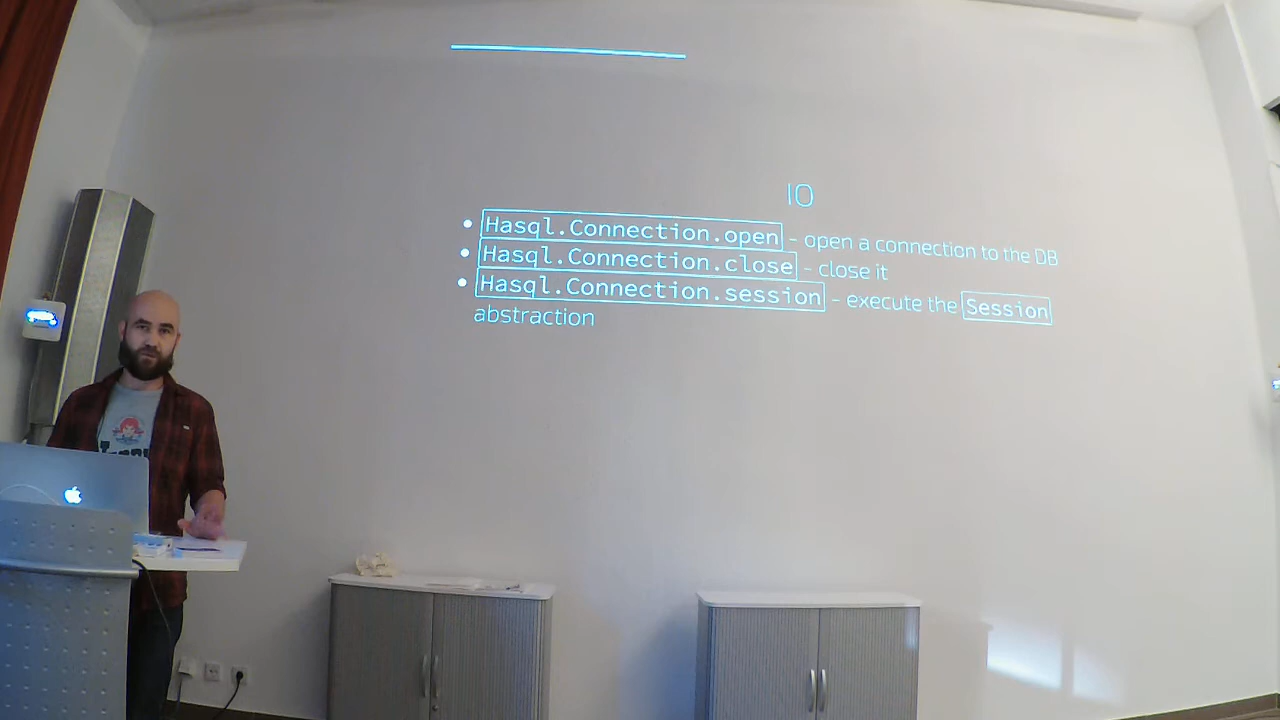 IO
• Hasql.Connection.open - open a connection to the DB
• Hasql.Connection.close - close it
• Hasql.Connection.session - execute the Session
abstraction